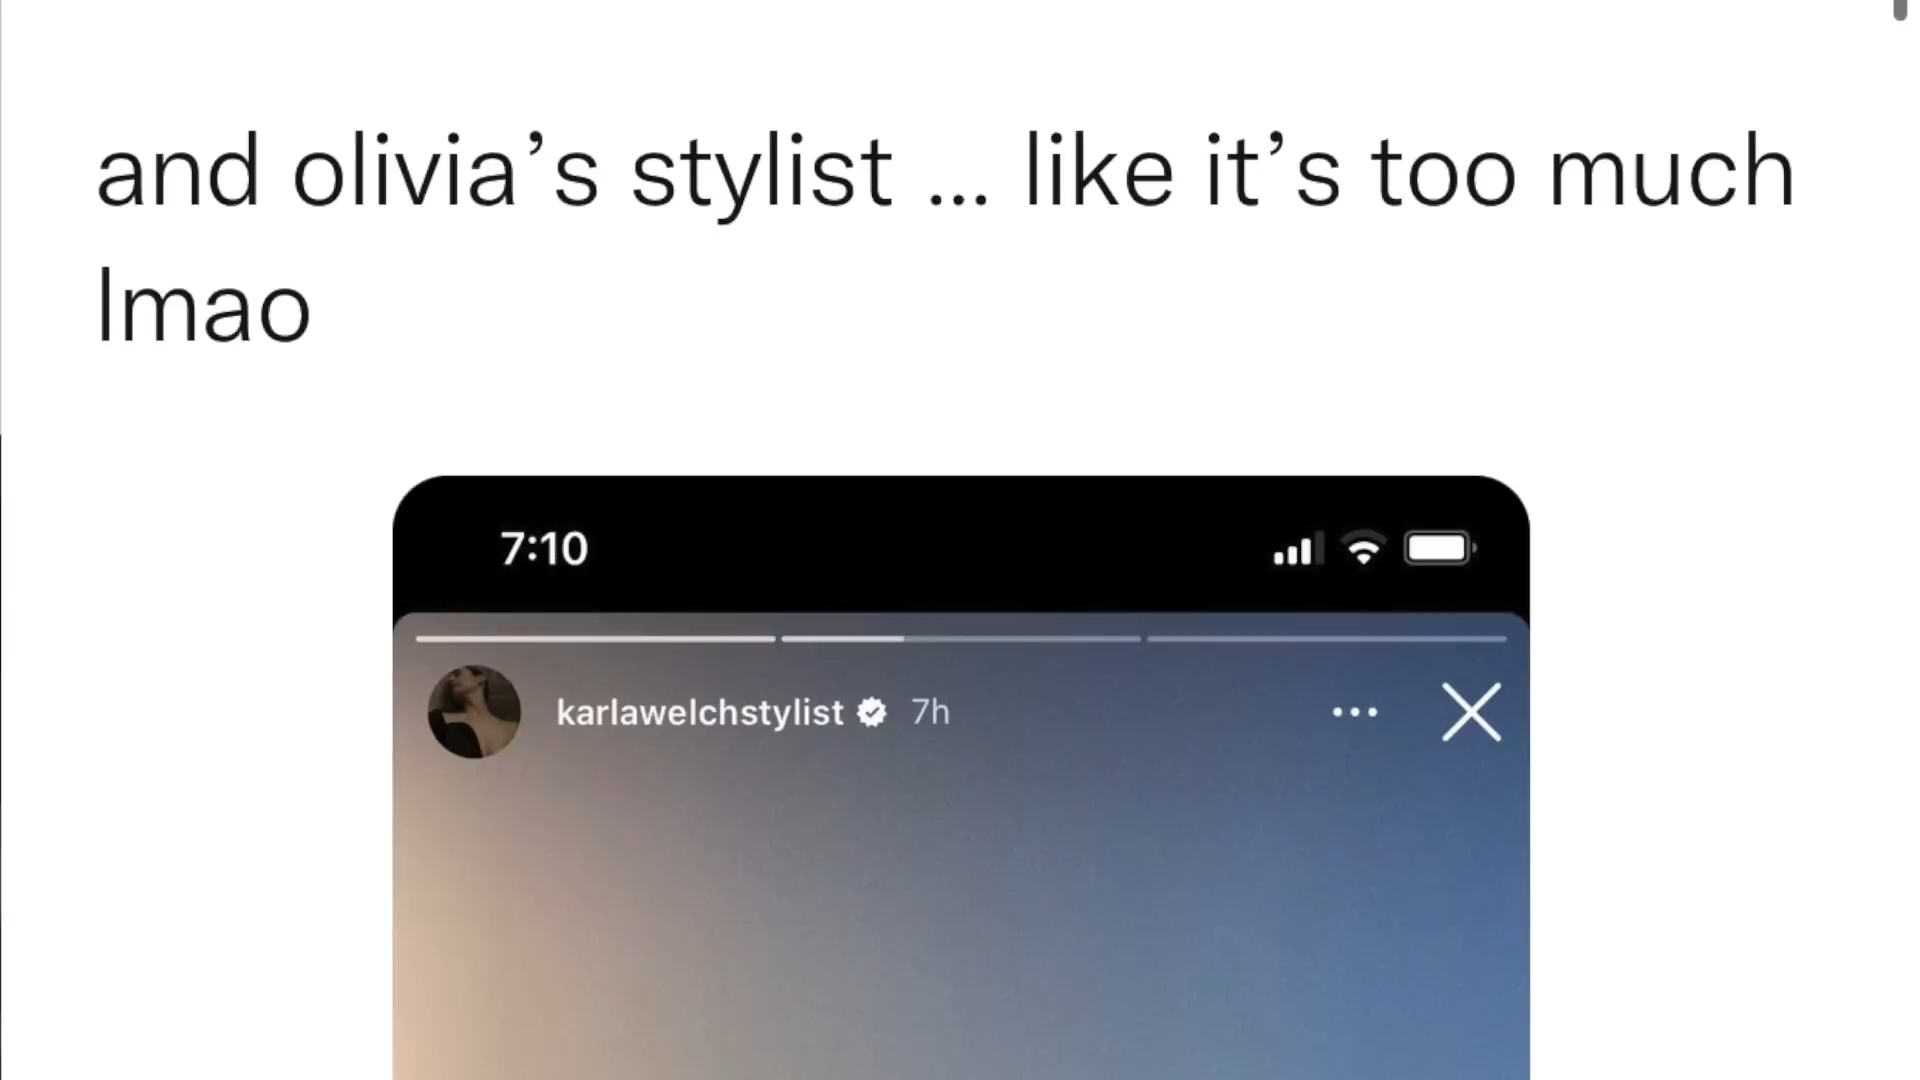 and olivia’s stylist ... like it’s too much
lmao
7:10
karlawelchstylist 7h